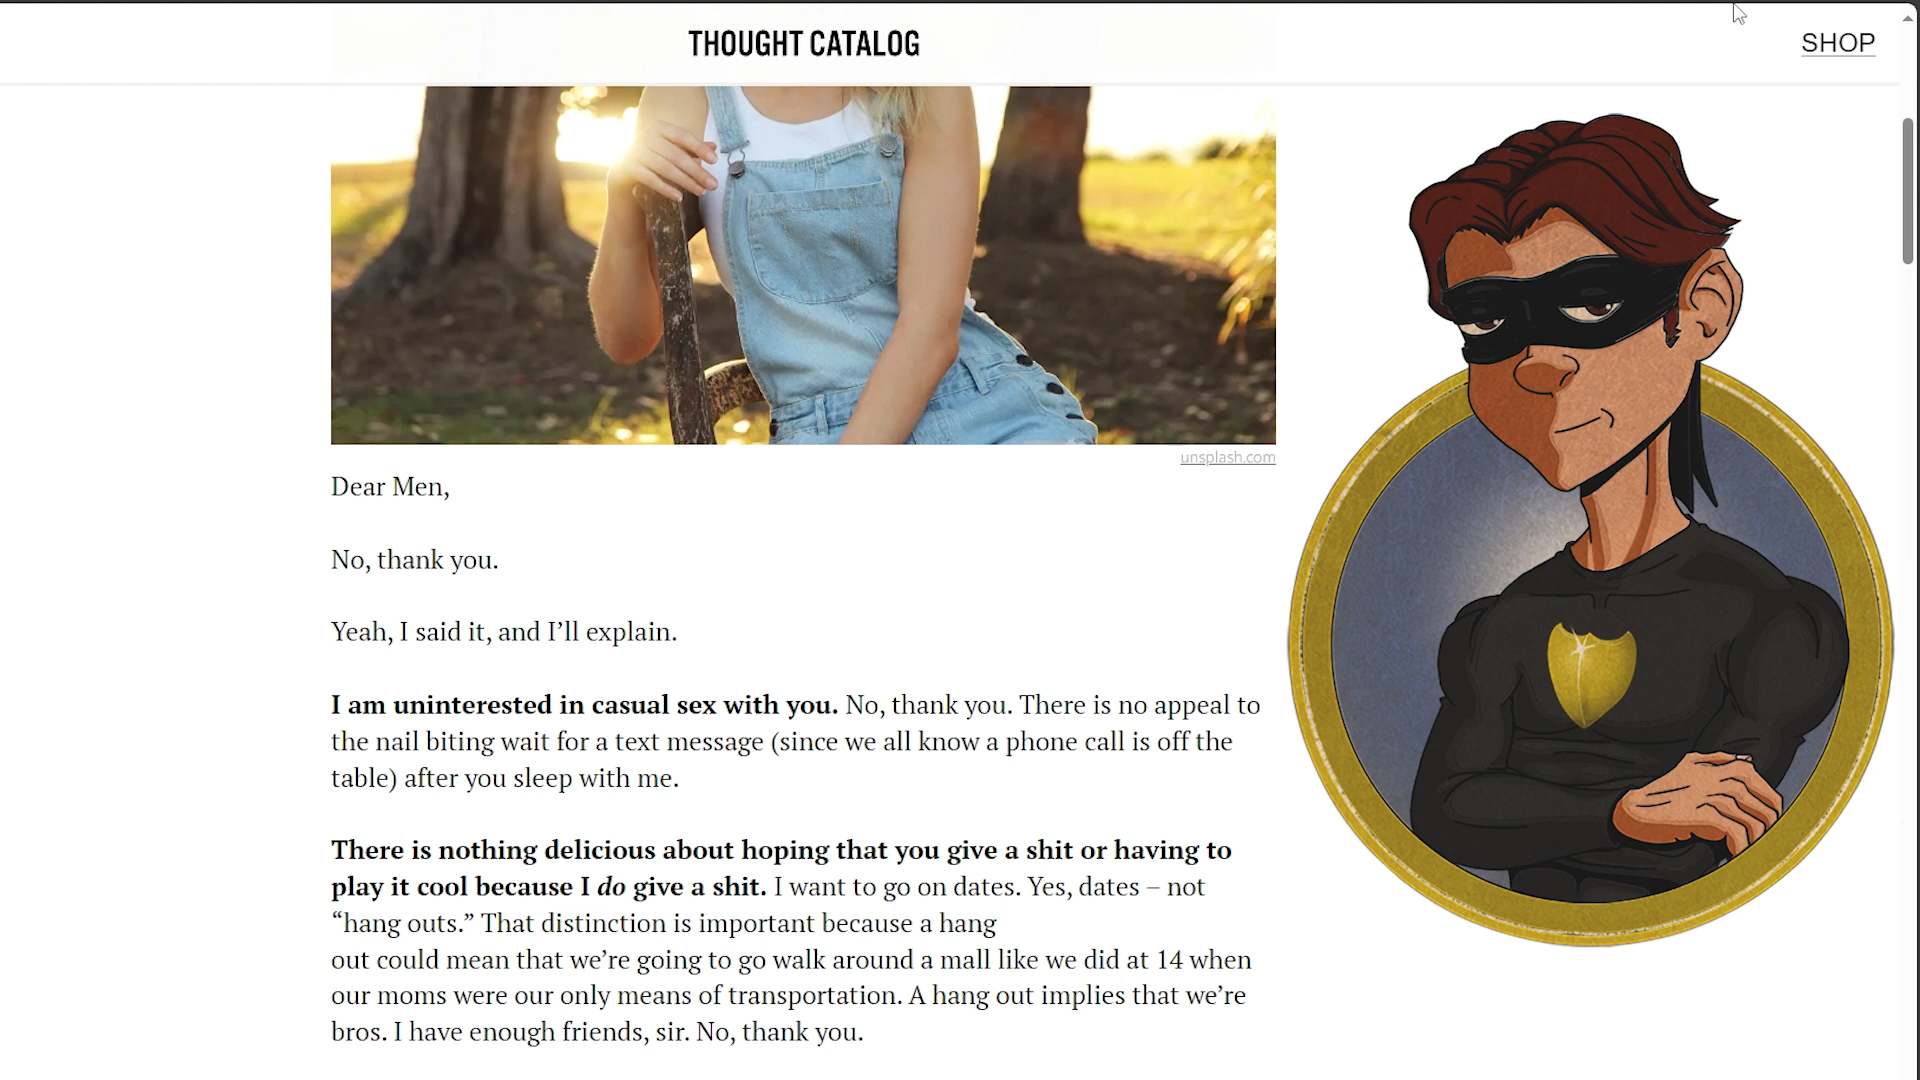 THOUGHT CATALOG
SHOP
unsplash.com
Dear Men,
No, thank you.
Yeah, I said it, and I’ll explain.
I am uninterested in casual sex with you. No, thank you. There is no appeal to
the nail biting wait for a text message (since we all know a phone call is off the
table) after you sleep with me.
There is nothing delicious about hoping that you give a shit or having to
play it cool because I do give a shit. I want to go on dates. Yes, dates – not
“hang outs.” That distinction is important because a hang
out could mean that we’re going to go walk around a mall like we did at 14 when
our moms were our only means of transportation. A hang out implies that we’re
bros. I have enough friends, sir. No, thank you.